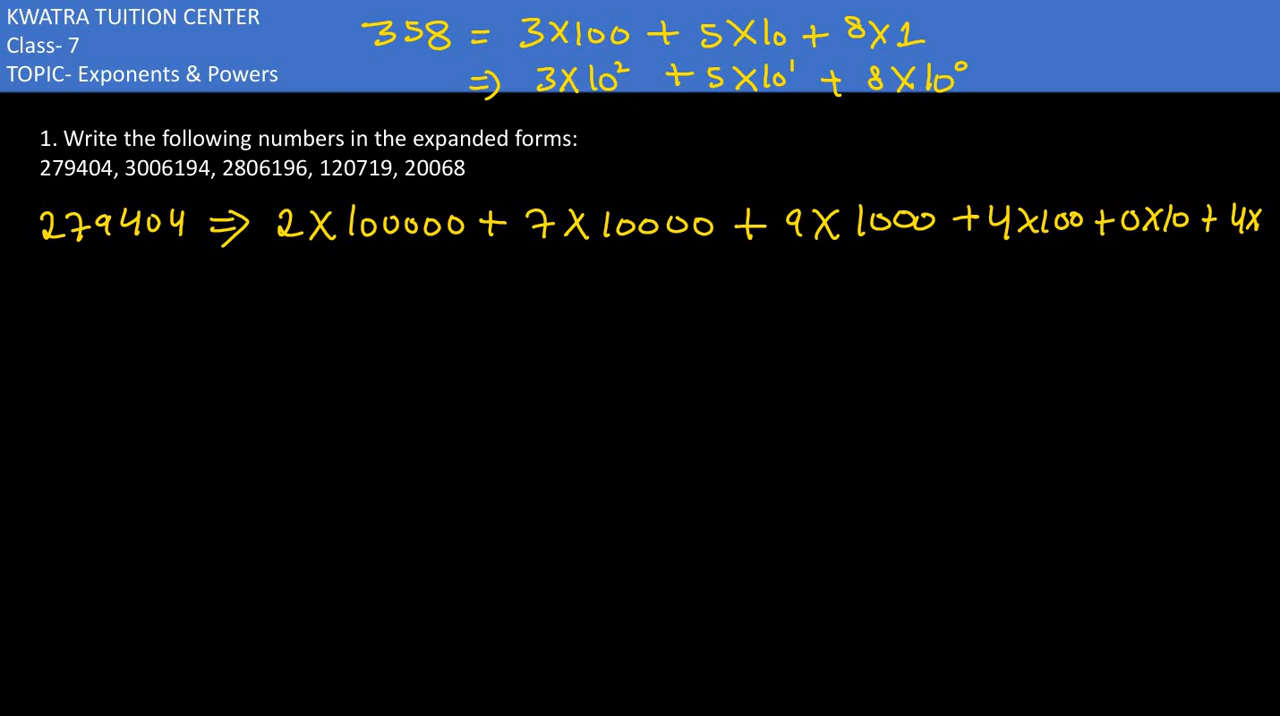 KWATRA TUITION CENTER
Class- 7
TOPIC- Exponents & Powers
358 = 3×100 + 5×10 + 8×1
⇒ 3×10² + 5×10¹ + 8×10⁰
1. Write the following numbers in the expanded forms:
279404, 3006194, 2806196, 120719, 20068
279404 ⇒ 2×100000 + 7×10000 + 9×1000 + 4×100 + 0×10 + 4×